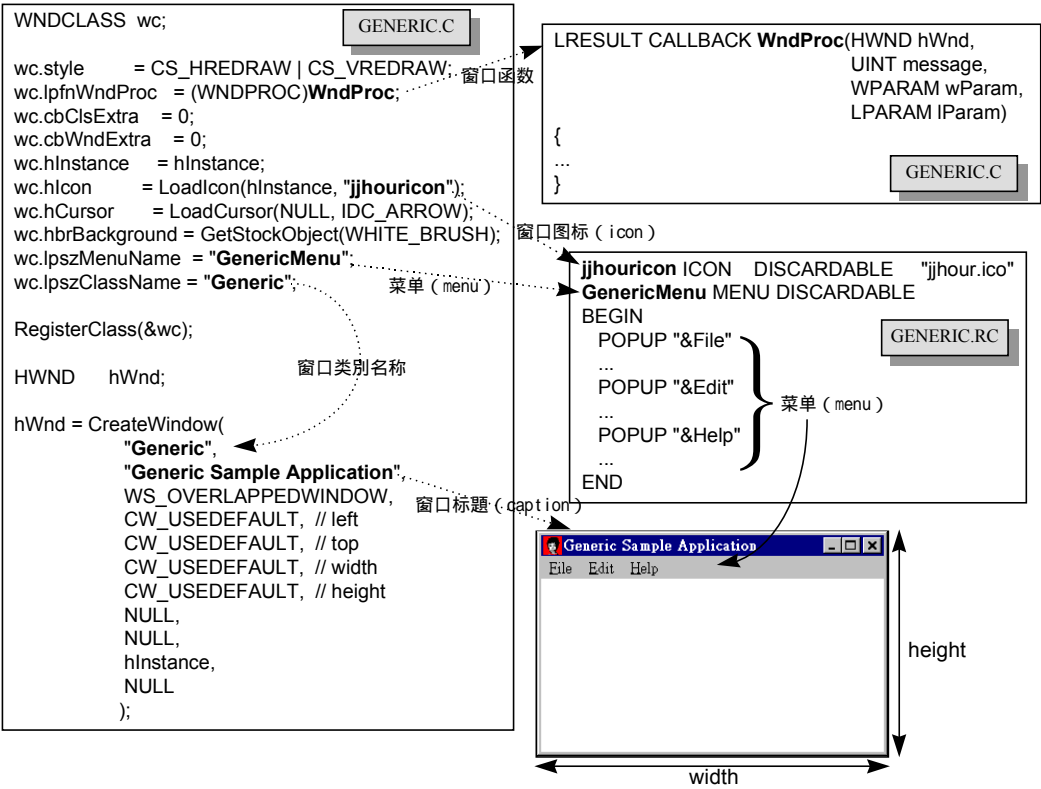 WNDCLASS wc;
GENERIC.C
wc.style = CS_HREDRAW | CS_VREDRAW;
wc.lpfnWndProc = (WNDPROC)WndProc;
wc.cbClsExtra = 0;
wc.cbWndExtra = 0;
wc.hInstance = hInstance;
wc.hIcon = LoadIcon(hInstance, "jjhouricon");
wc.hCursor = LoadCursor(NULL, IDC_ARROW);
wc.hbrBackground = GetStockObject(WHITE_BRUSH);
wc.lpszMenuName = "GenericMenu";
wc.lpszClassName = "Generic";
RegisterClass(&wc);
HWND hWnd;
hWnd = CreateWindow(
"Generic",
"Generic Sample Application",
WS_OVERLAPPEDWINDOW,
CW_USEDEFAULT, // left
CW_USEDEFAULT, // top
CW_USEDEFAULT, // width
CW_USEDEFAULT, // height
NULL,
NULL,
hInstance,
NULL
);
窗口函数
窗口图标（icon）
菜单（menu）
窗口类別名称
窗口标題（caption）
LRESULT CALLBACK WndProc(HWND hWnd,
UINT message,
WPARAM wParam,
LPARAM lParam)
{
...
}
GENERIC.C
jjhouricon ICON DISCARDABLE "jjhour.ico"
GenericMenu MENU DISCARDABLE
BEGIN
POPUP "&File"
...
POPUP "&Edit"
...
POPUP "&Help"
...
END
GENERIC.RC
菜单（menu）
Generic Sample Application
File Edit Help
height
width